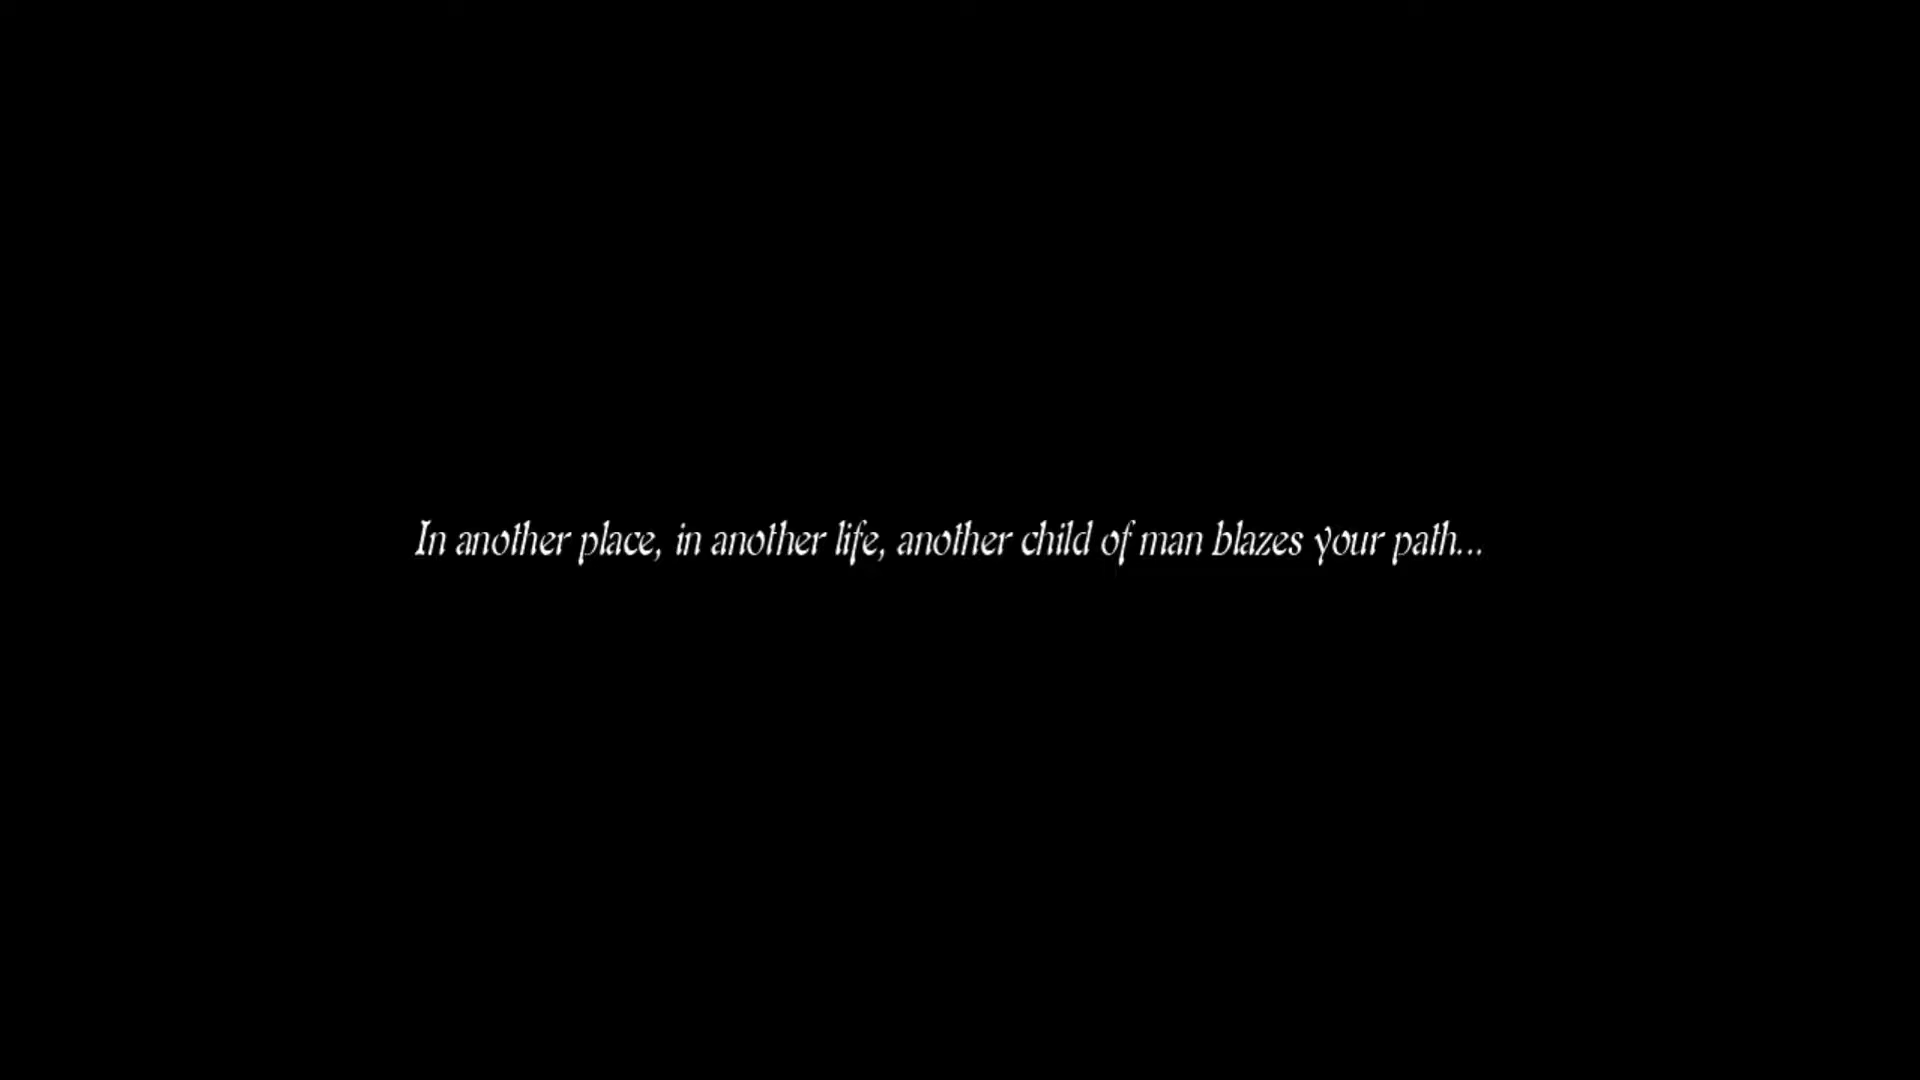 In another place, in another life, another child of man blazes your path...